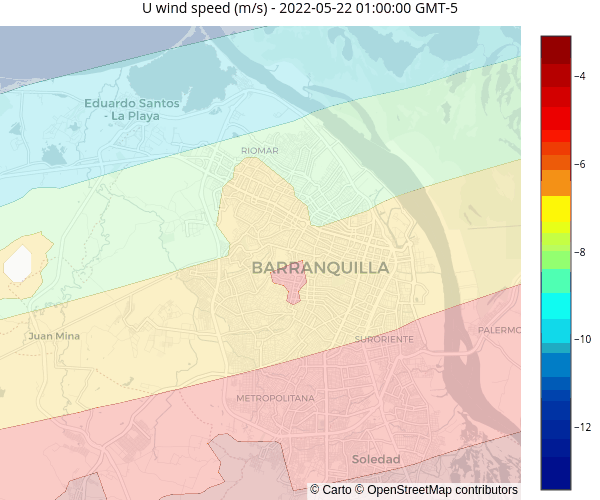 U wind speed (m/s) - 2022-05-22 01:00:00 GMT-5
−4
Eduardo Santos
- La Playa
RIOMAR
−6
−8
BARRANQUILLA
−10
Juan Mina
SURORIENTE
PALERMO
METROPOLITANA
−12
Soledad
© Carto © OpenStreetMap contributors